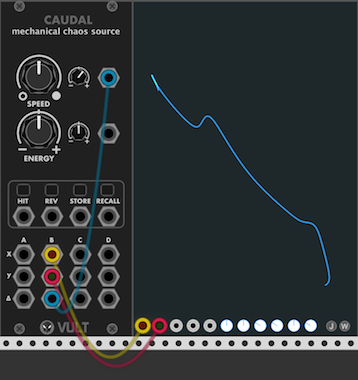 CAUDAL
mechanical chaos source
SPEED
ENERGY
HIT REV STORE RECALL
A B C D
X
Y
Δ
VULT
J W